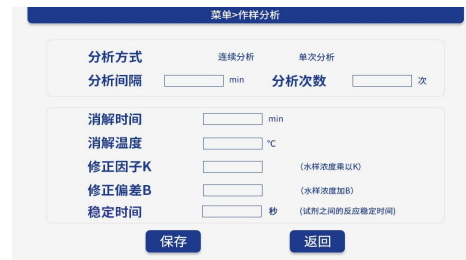 菜单>作样分析
分析方式 连续分析 单次分析
分析间隔 min 分析次数 次
消解时间 min
消解温度 °C
修正因子K (水样浓度乘以K)
修正偏差B (水样浓度加B)
稳定时间 秒 (试剂之间的反应稳定时间)
保存 返回